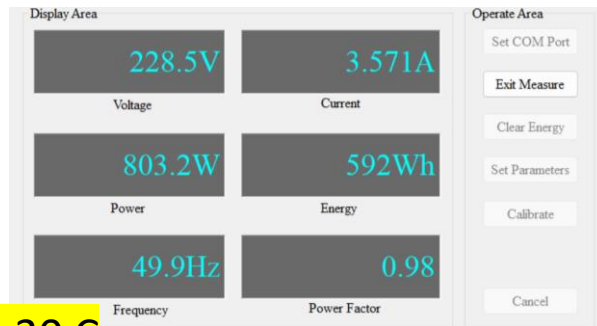 Display Area
Operate Area
228.5V
3.571A
Set COM Port
Voltage
Current
Exit Measure
Clear Energy
803.2W
592Wh
Set Parameters
Power
Energy
Calibrate
49.9Hz
0.98
Cancel
Frequency
Power Factor